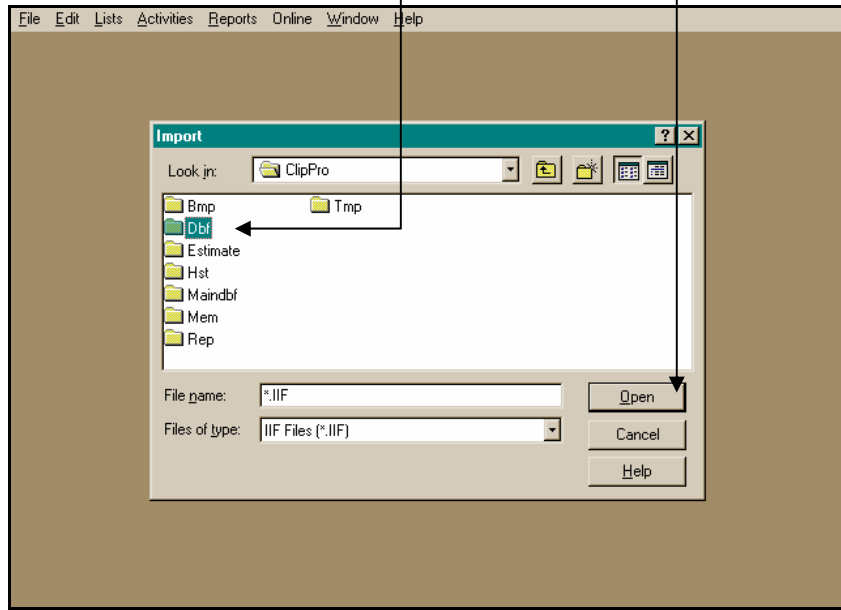 File Edit Lists Activities Reports Online Window Help
Import
Look in: ClipPro
Bmp Tmp
Dbf
Estimate
Hst
Maindbf
Mem
Rep
File name: *.IIF Open
Files of type: IIF Files (*.IIF) Cancel
Help